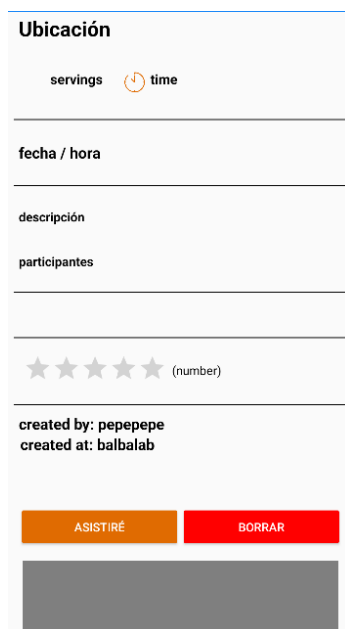 Ubicación
servings time
fecha / hora
descripción
participantes
(number)
created by: pepepepe
created at: balbalab
ASISTIRÉ BORRAR